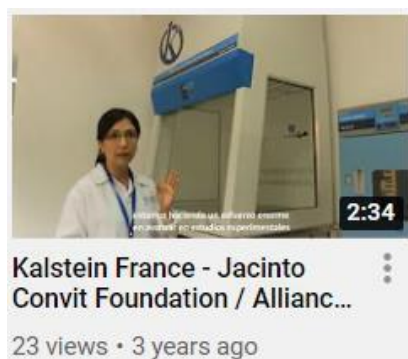 estamos haciendo un esfuerzo enorme
en avanzar en estudios experimentales
2:34
Kalstein France - Jacinto
Convit Foundation / Allianc...
23 views • 3 years ago